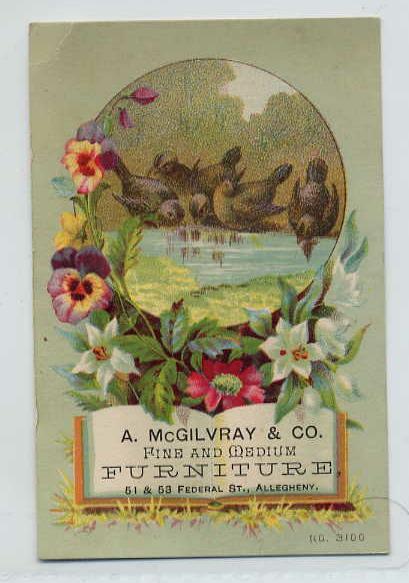 A. McGILVRAY & CO.
FINE AND MEDIUM
FURNITURE,
51 & 53 FEDERAL ST., ALLEGHENY.
NO. 3100